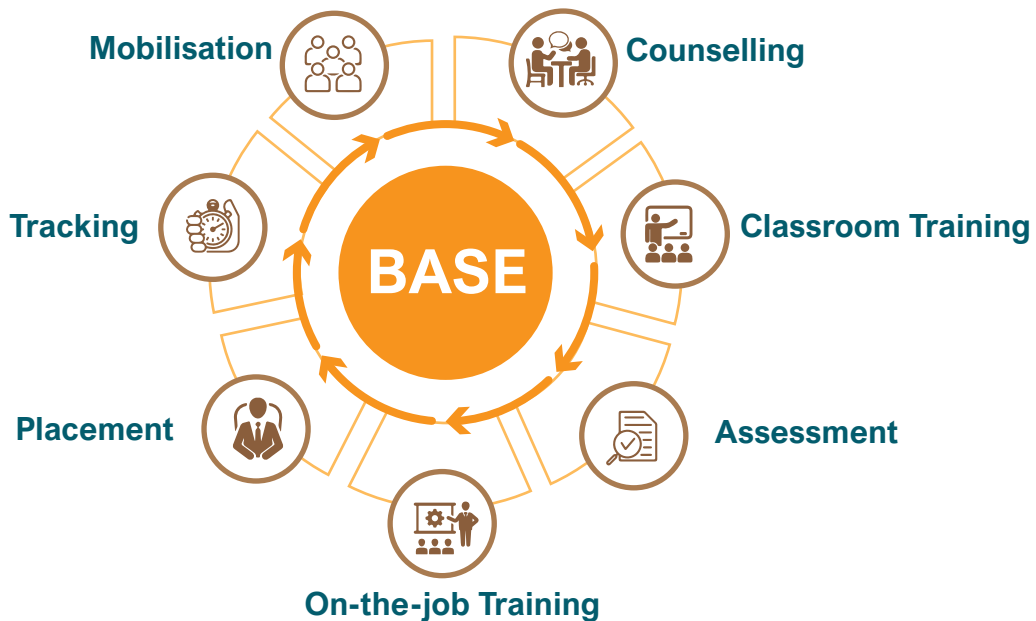 Mobilisation
Counselling
Tracking
BASE
Classroom Training
Placement
Assessment
On-the-job Training